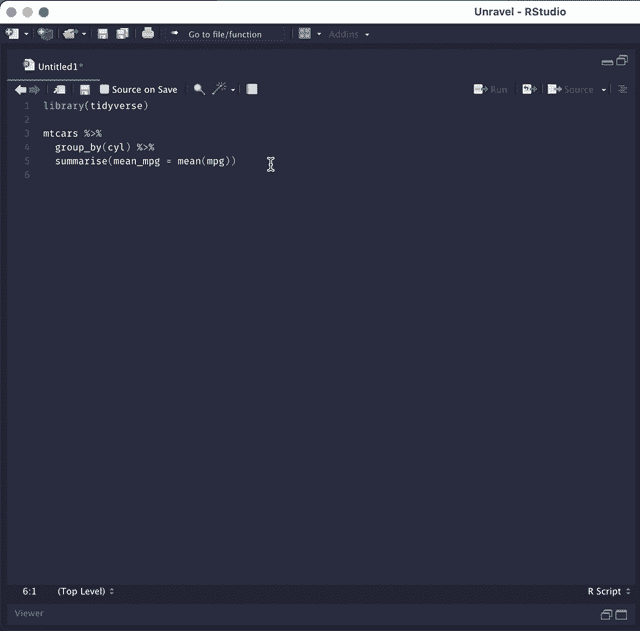 Unravel - RStudio
Go to file/function
Addins
Untitled1*
Source on Save
Run
Source
1 library(tidyverse)
2
3 mtcars %>%
4 group_by(cyl) %>%
5 summarise(mean_mpg = mean(mpg))
6
6:1 (Top Level) R Script
Viewer